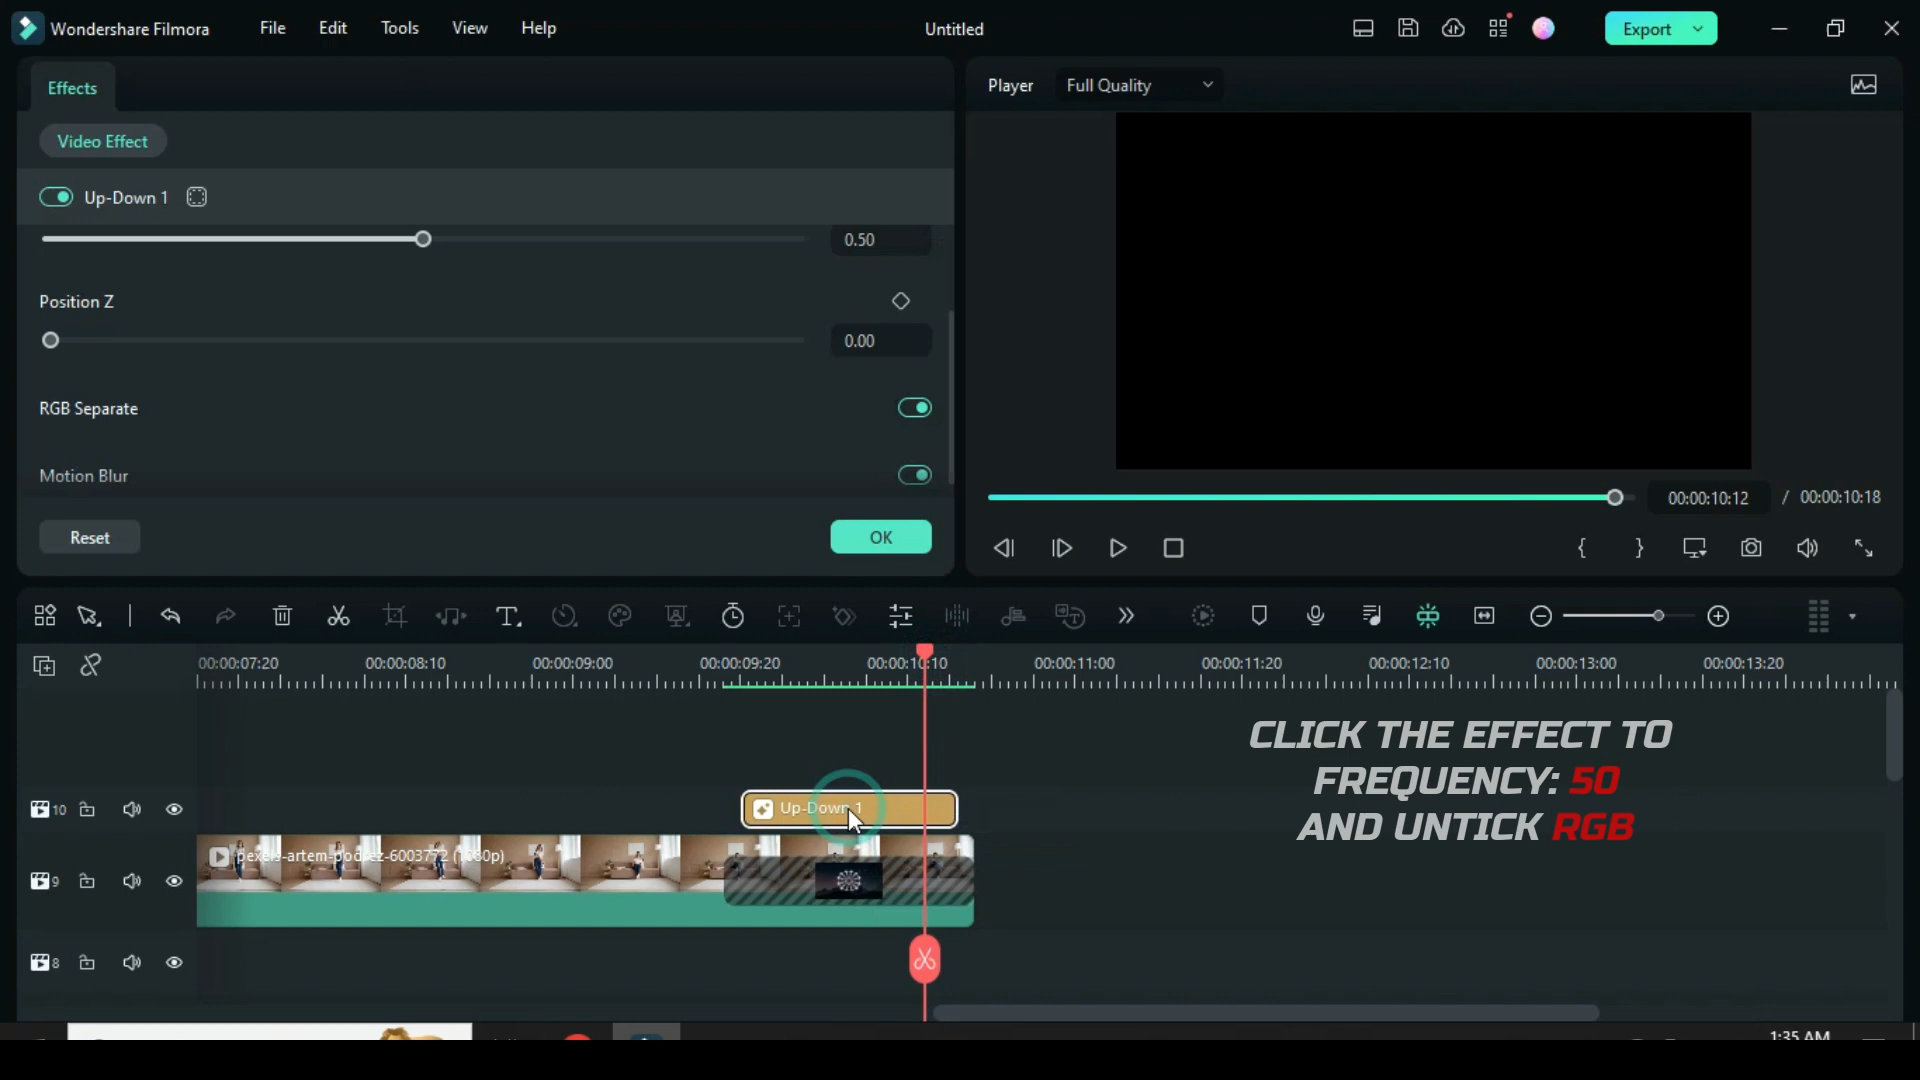 Wondershare Filmora
File
Edit
Tools
View
Help
Untitled
Export
Effects
Player
Full Quality
Video Effect
Up-Down 1
0.50
Position Z
0.00
RGB Separate
Motion Blur
00:00:10:12 / 00:00:10:18
Reset
OK
00:00:07:20
00:00:08:10
00:00:09:00
00:00:09:20
00:00:10:10
00:00:11:00
00:00:11:20
00:00:12:10
00:00:13:00
00:00:13:20
CLICK THE EFFECT TO
FREQUENCY: 50
AND UNTICK RGB
10
Up-Down 1
pexels-artem-podrez-6003772 (1080p)
9
8
1:35 AM